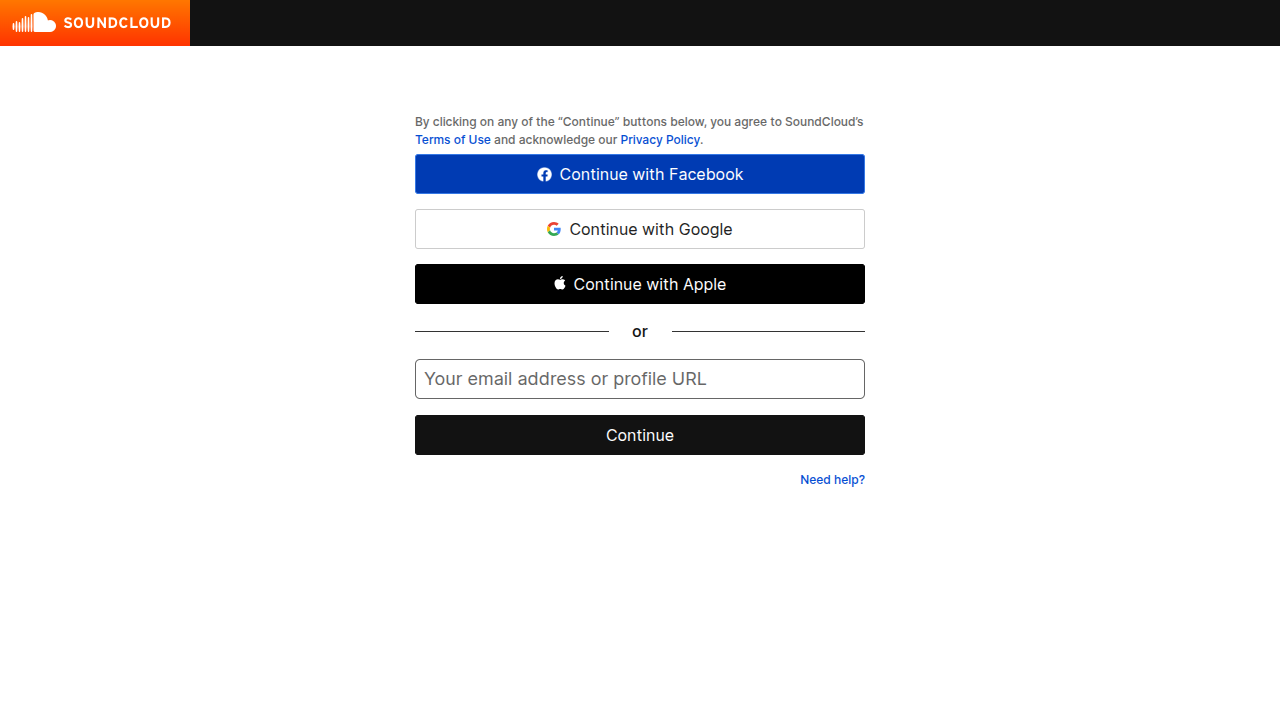 SOUNDCLOUD
By clicking on any of the “Continue” buttons below, you agree to SoundCloud’s
Terms of Use and acknowledge our Privacy Policy.
Continue with Facebook
Continue with Google
Continue with Apple
or
Your email address or profile URL
Continue
Need help?